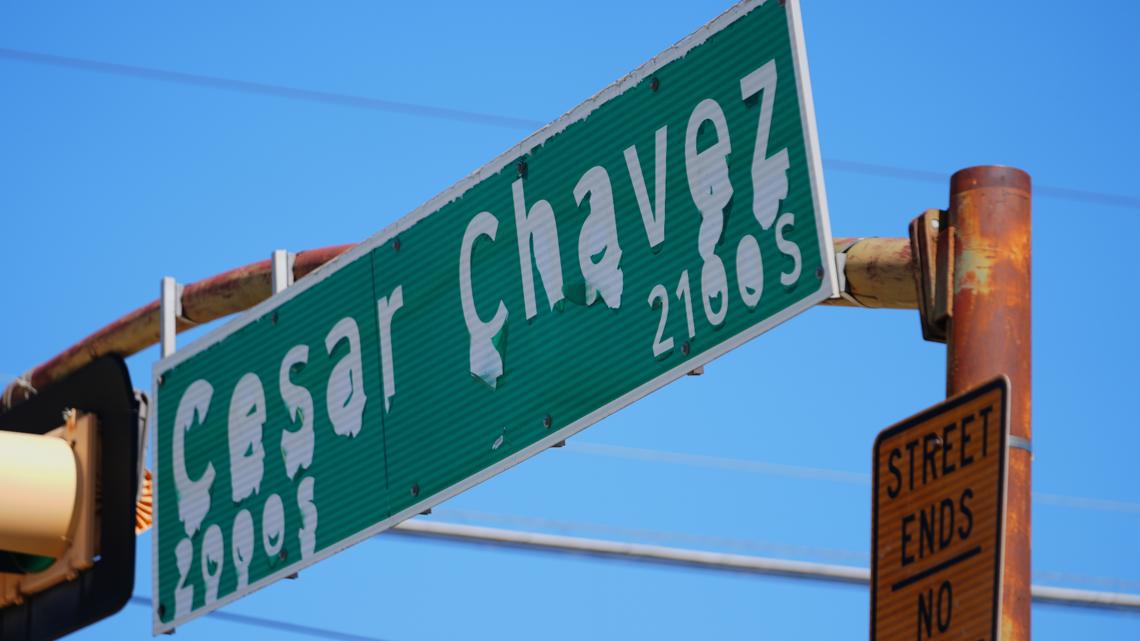 Cesar Chavez
2000S 2100S
STREET
ENDS
NO